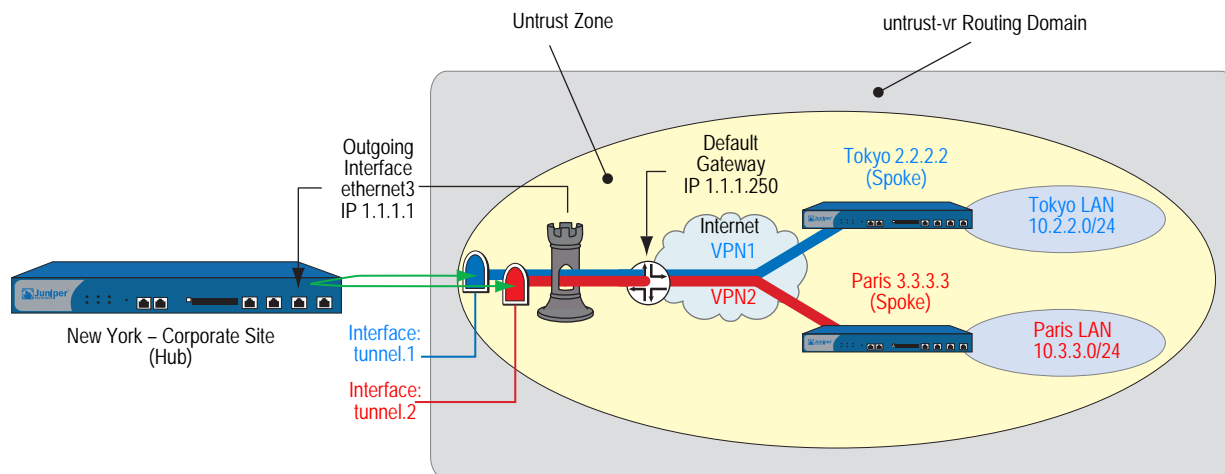 Untrust Zone
untrust-vr Routing Domain
Outgoing
Interface
ethernet3
IP 1.1.1.1
Default
Gateway
IP 1.1.1.250
Tokyo 2.2.2.2
(Spoke)
Tokyo LAN
10.2.2.0/24
Internet
VPN1
VPN2
Paris 3.3.3.3
(Spoke)
Paris LAN
10.3.3.0/24
Juniper
New York – Corporate Site
(Hub)
Interface:
tunnel.1
Interface:
tunnel.2
Juniper
Juniper